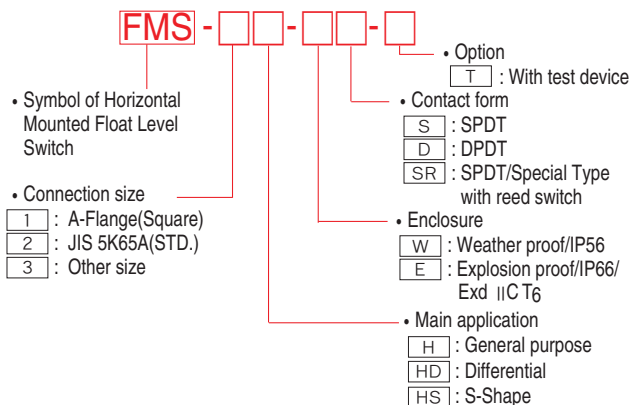 FMS - □□-□□-□
• Option
T : With test device
• Symbol of Horizontal
Mounted Float Level
Switch
• Contact form
S : SPDT
D : DPDT
SR : SPDT/Special Type
with reed switch
• Connection size
1 : A-Flange(Square)
2 : JIS 5K65A(STD.)
3 : Other size
• Enclosure
W : Weather proof/IP56
E : Explosion proof/IP66/
Exd IIC T6
• Main application
H : General purpose
HD : Differential
HS : S-Shape